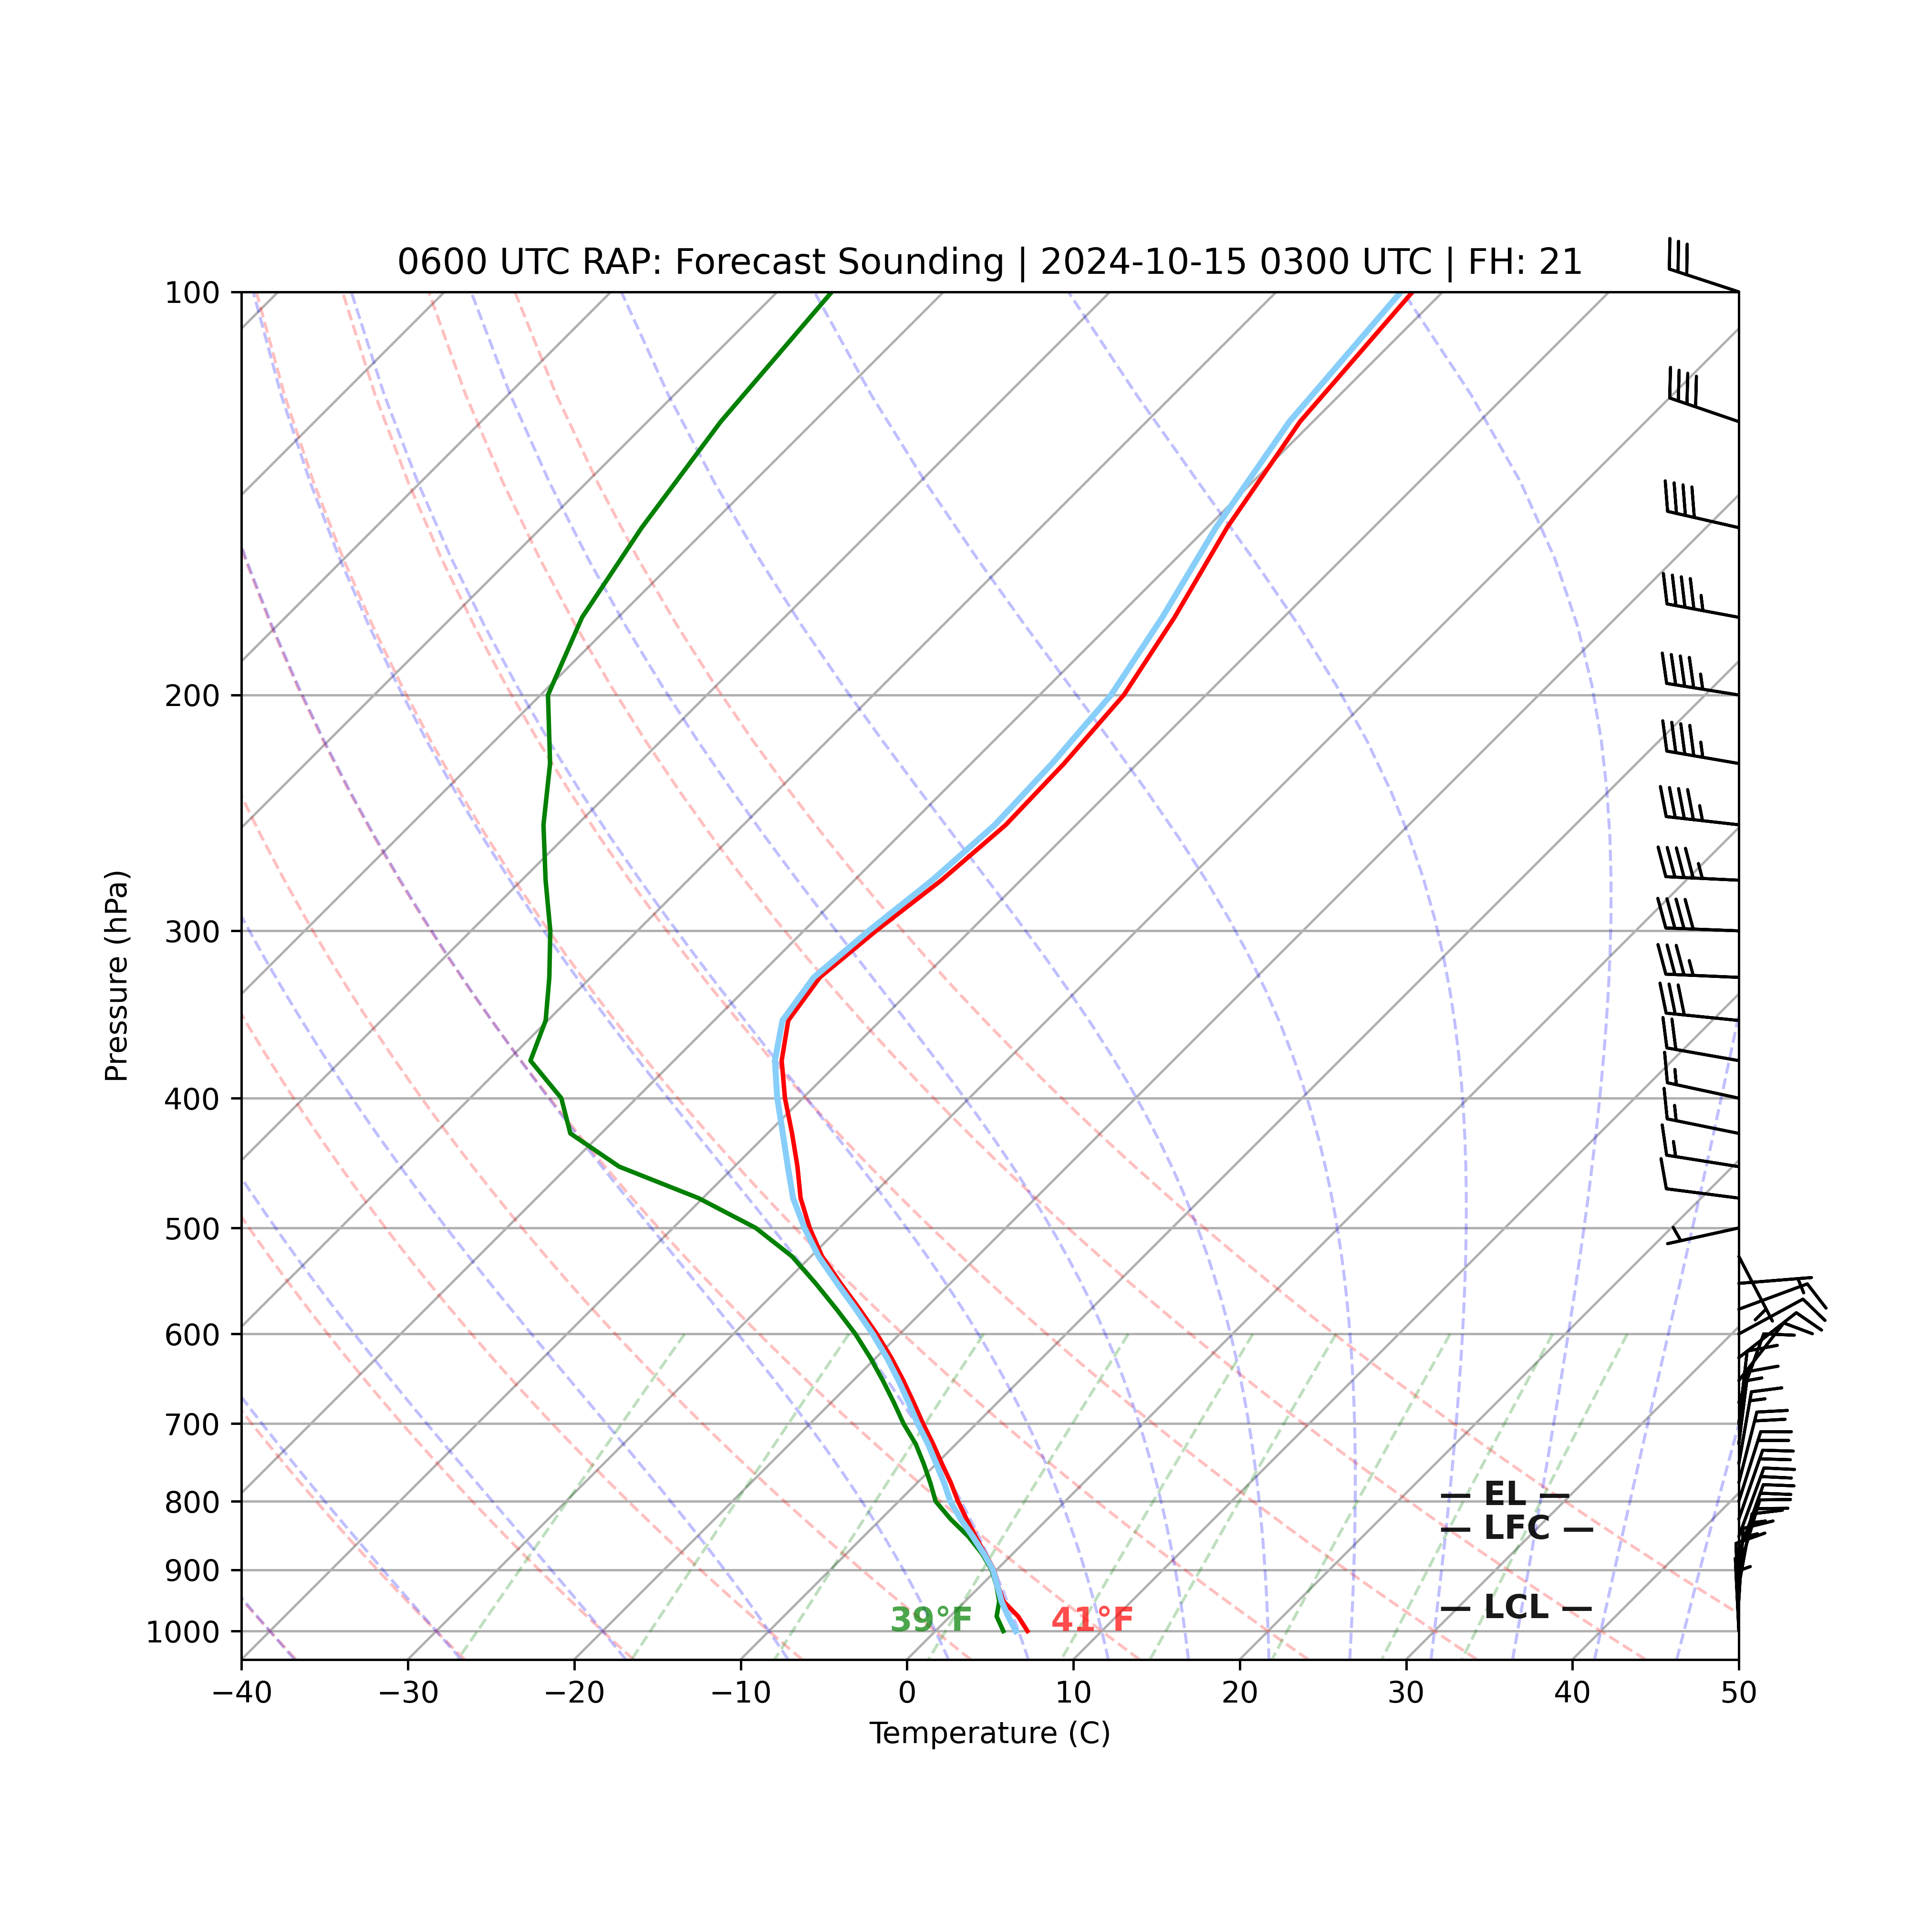 0600 UTC RAP: Forecast Sounding | 2024-10-15 0300 UTC | FH: 21
100
200
300
400
500
600
700
800
900
1000
Pressure (hPa)
— EL —
— LFC —
— LCL —
39°F
41°F
−40
−30
−20
−10
0
10
20
30
40
50
Temperature (C)